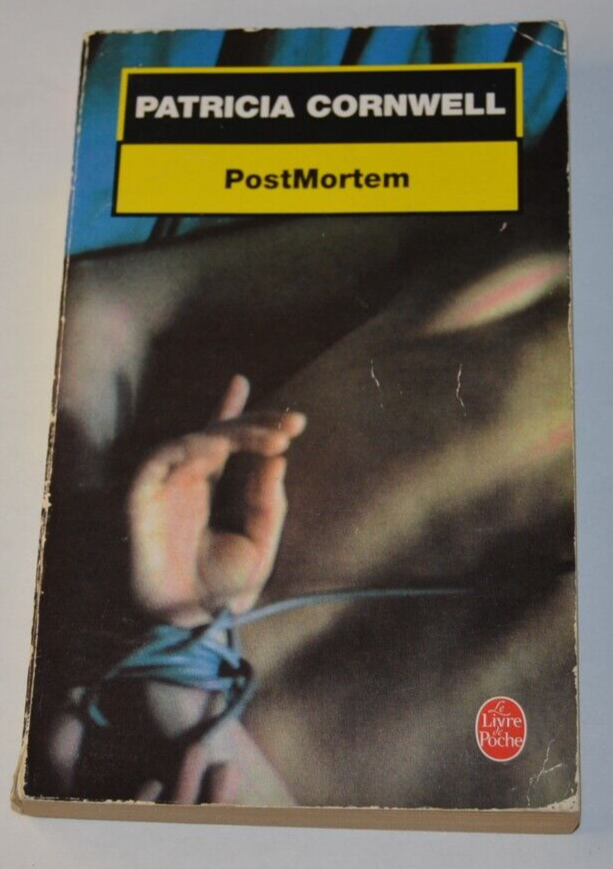 PATRICIA CORNWELL
PostMortem
Le
Livre
de
Poche